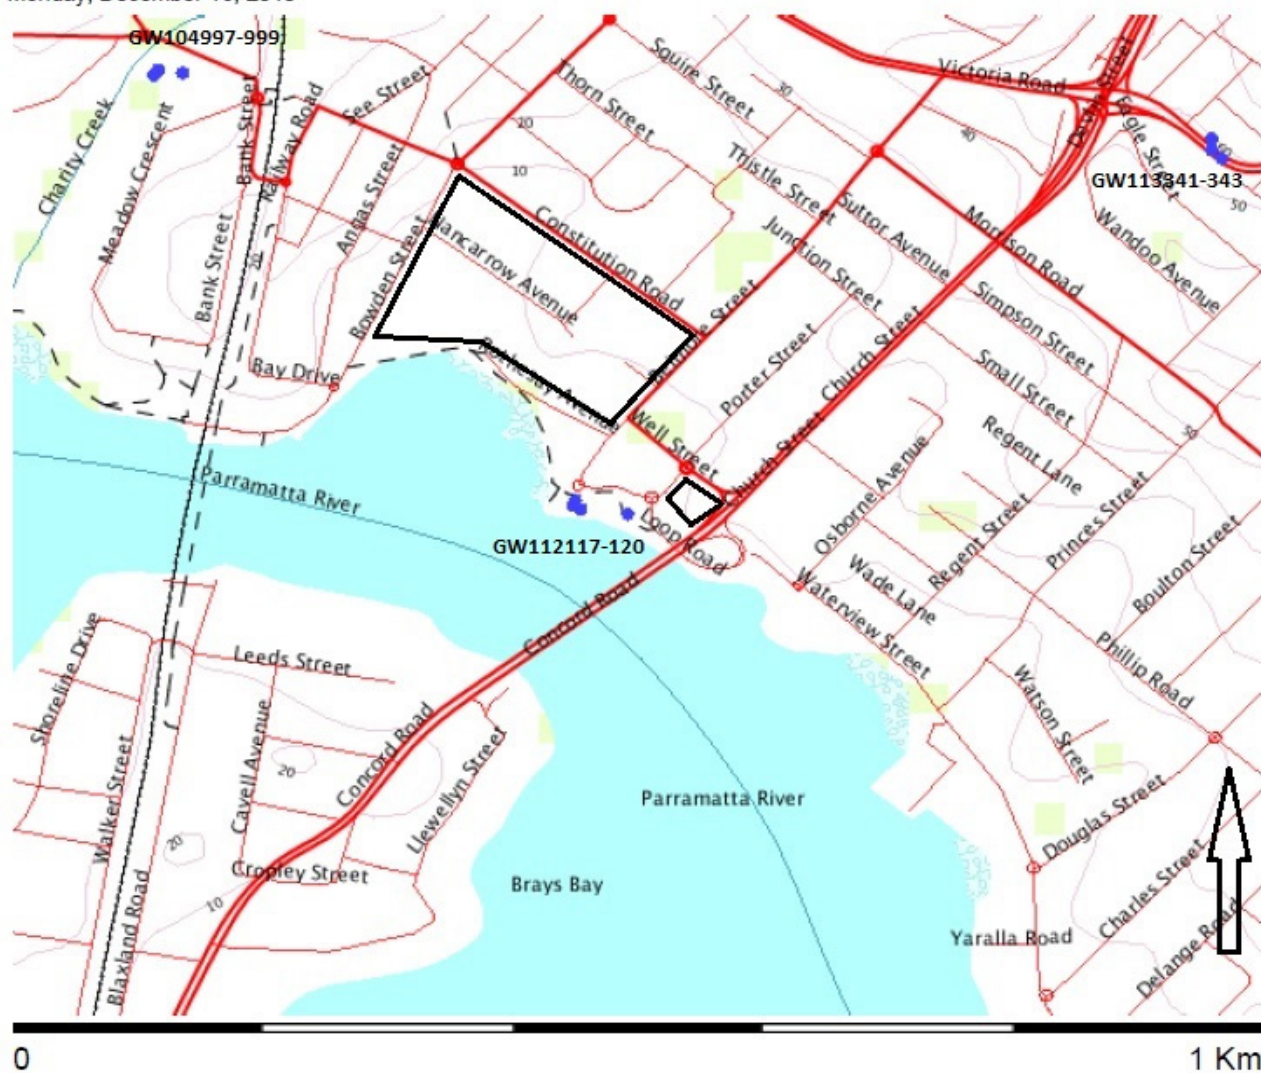 GW104997-999
Victoria Road
Squire Street
Thorn Street
See Street
Bank Street
Railway Road
Charity Creek
Meadow Crescent
Angas Street
Bank Street
Bowden Street
Constitution Road
Thistle Street
Suttor Avenue
Junction Street
Morrison Road
Eagle Street
GW113341-343
Wandoo Avenue
Simpson Street
Small Street
Regent Lane
Princes Street
Boulton Street
Porter Street
Church Street
Church Street
Well Street
Bay Drive
Osborne Avenue
Regent Street
Wade Lane
Waterview Street
Loop Road
GW112117-120
Parramatta River
Concord Road
Leeds Street
Shoreline Drive
Cavell Avenue
Walker Street
Blaxland Road
Concord Road
Llewellyn Street
Cropley Street
Parramatta River
Brays Bay
Watson Street
Phillip Road
Douglas Street
Charles Street
Yaralla Road
Delange Road
20
10
30
40
60
50
50
20
20
20
10
0
1 Km